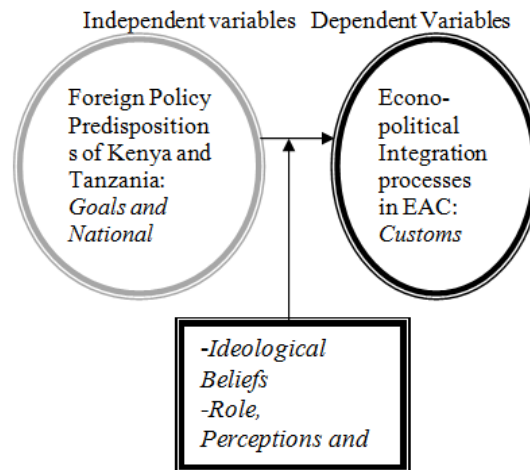 Independent variables
Dependent Variables
Foreign Policy
Predisposition
s of Kenya and
Tanzania:
Goals and
National
Econo-
political
Integration
processes
in EAC:
Customs
-Ideological
Beliefs
-Role,
Perceptions and